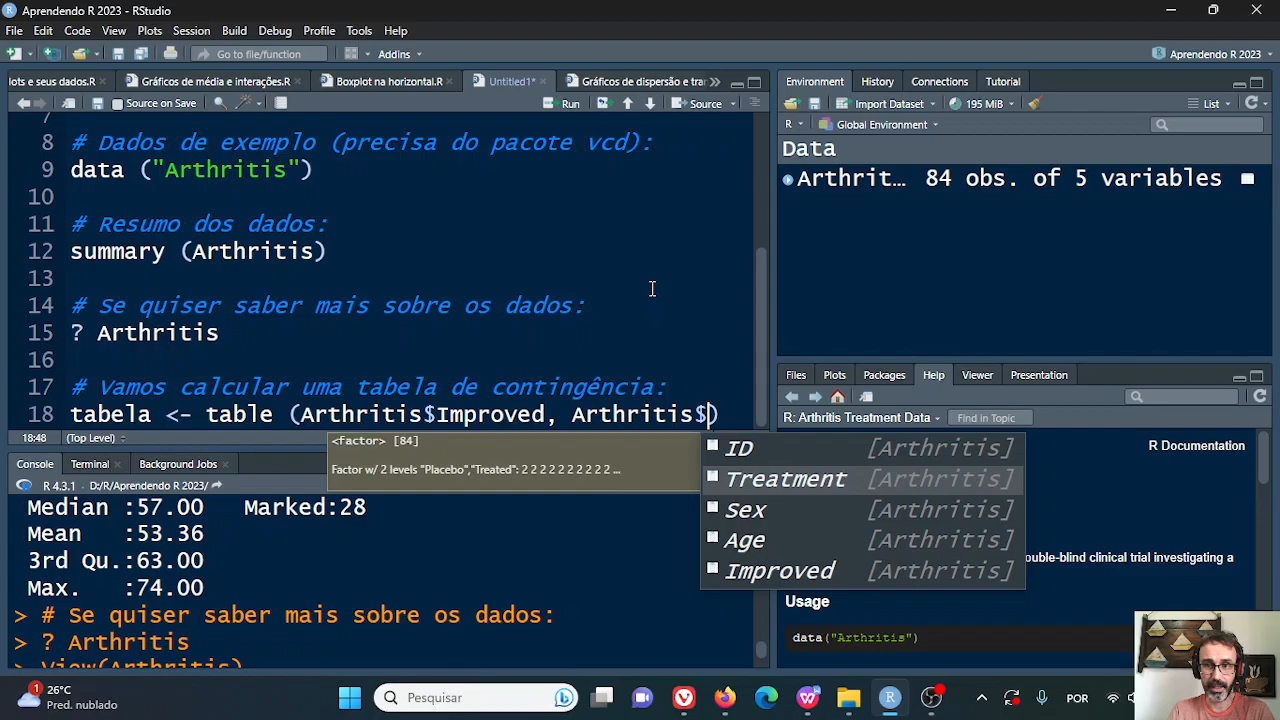 Aprendendo R 2023 - RStudio
File Edit Code View Plots Session Build Debug Profile Tools Help
Go to file/function
Addins
Aprendendo R 2023
lots e seus dados.R
Gráficos de média e interações.R
Boxplot na horizontal.R
Untitled1*
Gráficos de dispersão e tra
Source on Save
Run
Source
7
8 # Dados de exemplo (precisa do pacote vcd):
9 data ("Arthritis")
10
11 # Resumo dos dados:
12 summary (Arthritis)
13
14 # Se quiser saber mais sobre os dados:
15 ? Arthritis
16
17 # Vamos calcular uma tabela de contingência:
18 tabela <- table (Arthritis$Improved, Arthritis$)
18:48 (Top Level)
<factor> [84]
Factor w/ 2 levels "Placebo","Treated": 2 2 2 2 2 2 2 2 2 2 ...
ID [Arthritis]
Treatment [Arthritis]
Sex [Arthritis]
Age [Arthritis]
Improved [Arthritis]
Console Terminal Background Jobs
R 4.3.1 · D:/R/Aprendendo R 2023/
Median :57.00 Marked:28
Mean :53.36
3rd Qu.:63.00
Max. :74.00
> # Se quiser saber mais sobre os dados:
> ? Arthritis
> View(Arthritis)
Environment History Connections Tutorial
Import Dataset 195 MiB List
R Global Environment
Data
Arthrit... 84 obs. of 5 variables
Files Plots Packages Help Viewer Presentation
R: Arthritis Treatment Data Find in Topic
R Documentation
ouble-blind clinical trial investigating a
Usage
data("Arthritis")
1
26°C
Pred. nublado
Pesquisar
POR